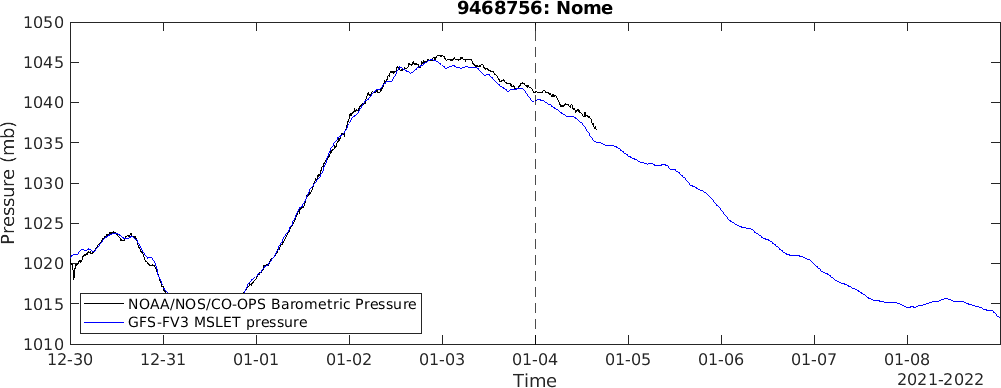 9468756: Nome
Pressure (mb)
1050
1045
1040
1035
1030
1025
1020
1015
1010
NOAA/NOS/CO-OPS Barometric Pressure
GFS-FV3 MSLET pressure
12-30 12-31 01-01 01-02 01-03 01-04 01-05 01-06 01-07 01-08
Time
2021-2022